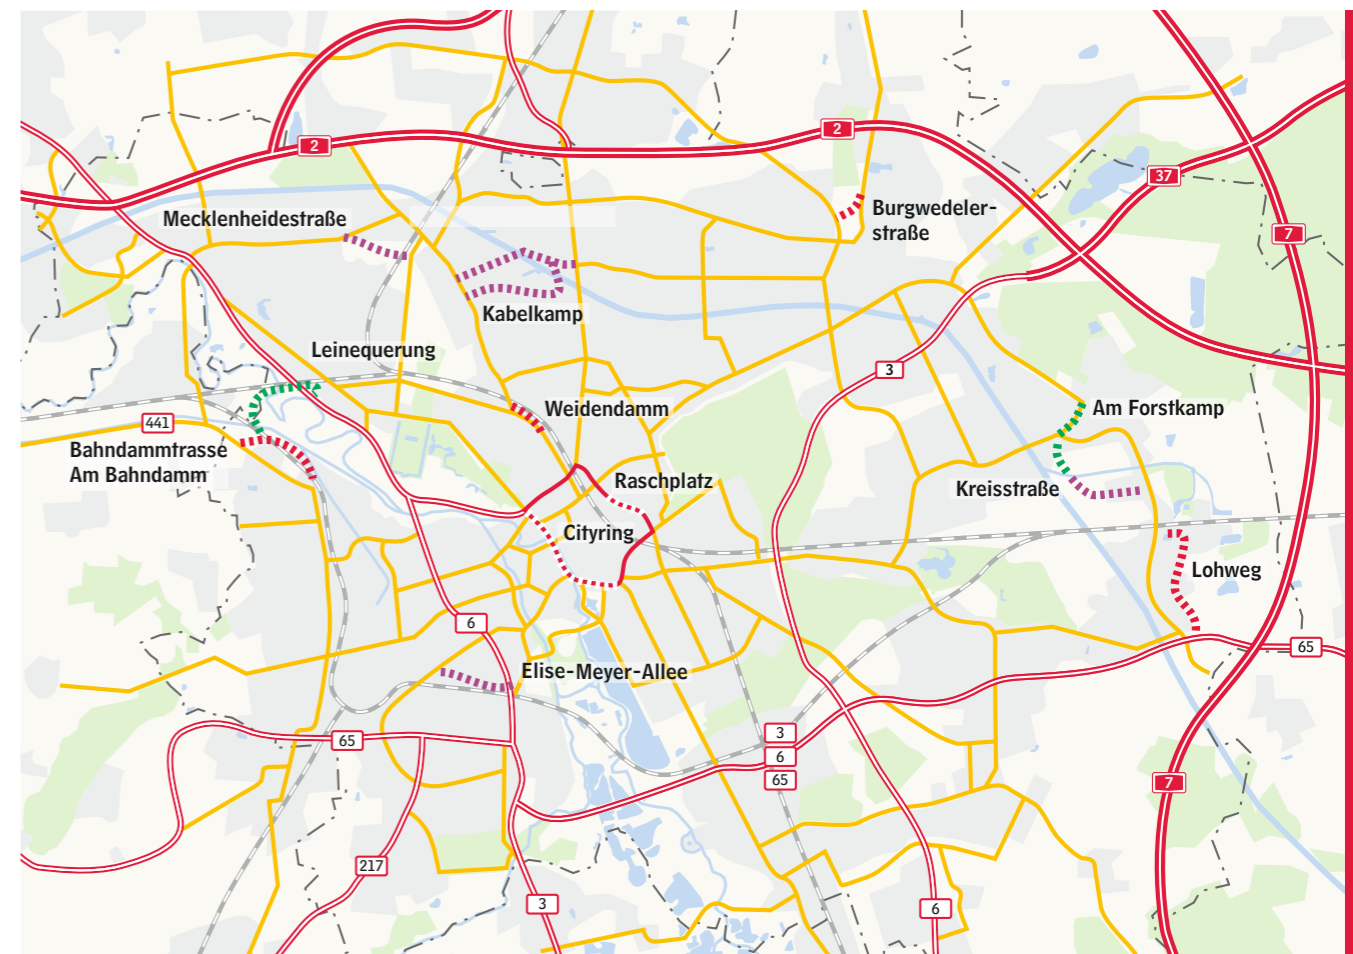 2
2
37
Mecklenheidestraße
Burgwedeler-
straße
7
Kabelkamp
Leinequerung
3
Weidendamm
Am Forstkamp
441
Bahndammtrasse
Am Bahndamm
Raschplatz
Kreisstraße
Cityring
Lohweg
6
65
Elise-Meyer-Allee
65
3
6
65
7
217
3
6